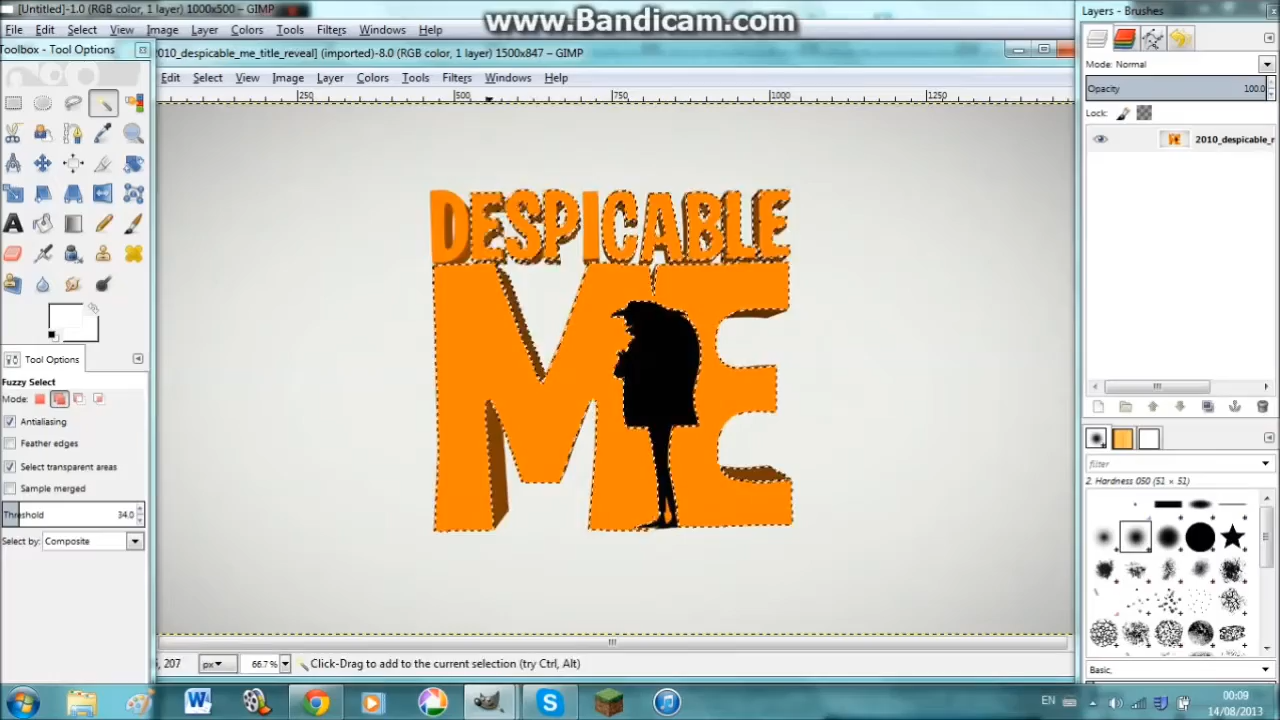 [Untitled]-1.0 (RGB color, 1 layer) 1000x500 – GIMP
www.Bandicam.com
Layers - Brushes
File Edit Select View Image Layer Colors Tools Filters Windows Help
Toolbox - Tool Options
2010_despicable_me_title_reveal] (imported)-8.0 (RGB color, 1 layer) 1500x847 – GIMP
Mode: Normal
Edit Select View Image Layer Colors Tools Filters Windows Help
Opacity 100.0
250 500 750 1000 1250
Lock:
2010_despicable_r
DESPICABLE
ME
Tool Options
Fuzzy Select
Mode:
Antialiasing
Feather edges
Select transparent areas
Sample merged
Threshold 34.0
Select by: Composite
filter
2. Hardness 050 (51 × 51)
207 px 66.7% Click-Drag to add to the current selection (try Ctrl, Alt)
Basic,
EN
00:09
14/08/2013